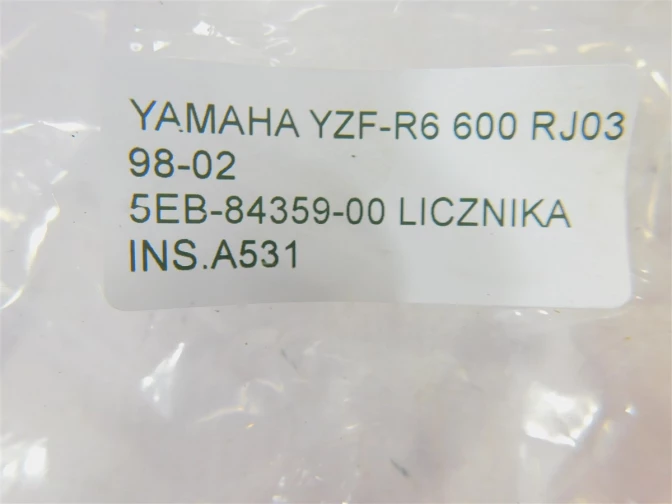 YAMAHA YZF-R6 600 RJ03
98-02
5EB-84359-00 LICZNIKA
INS.A531